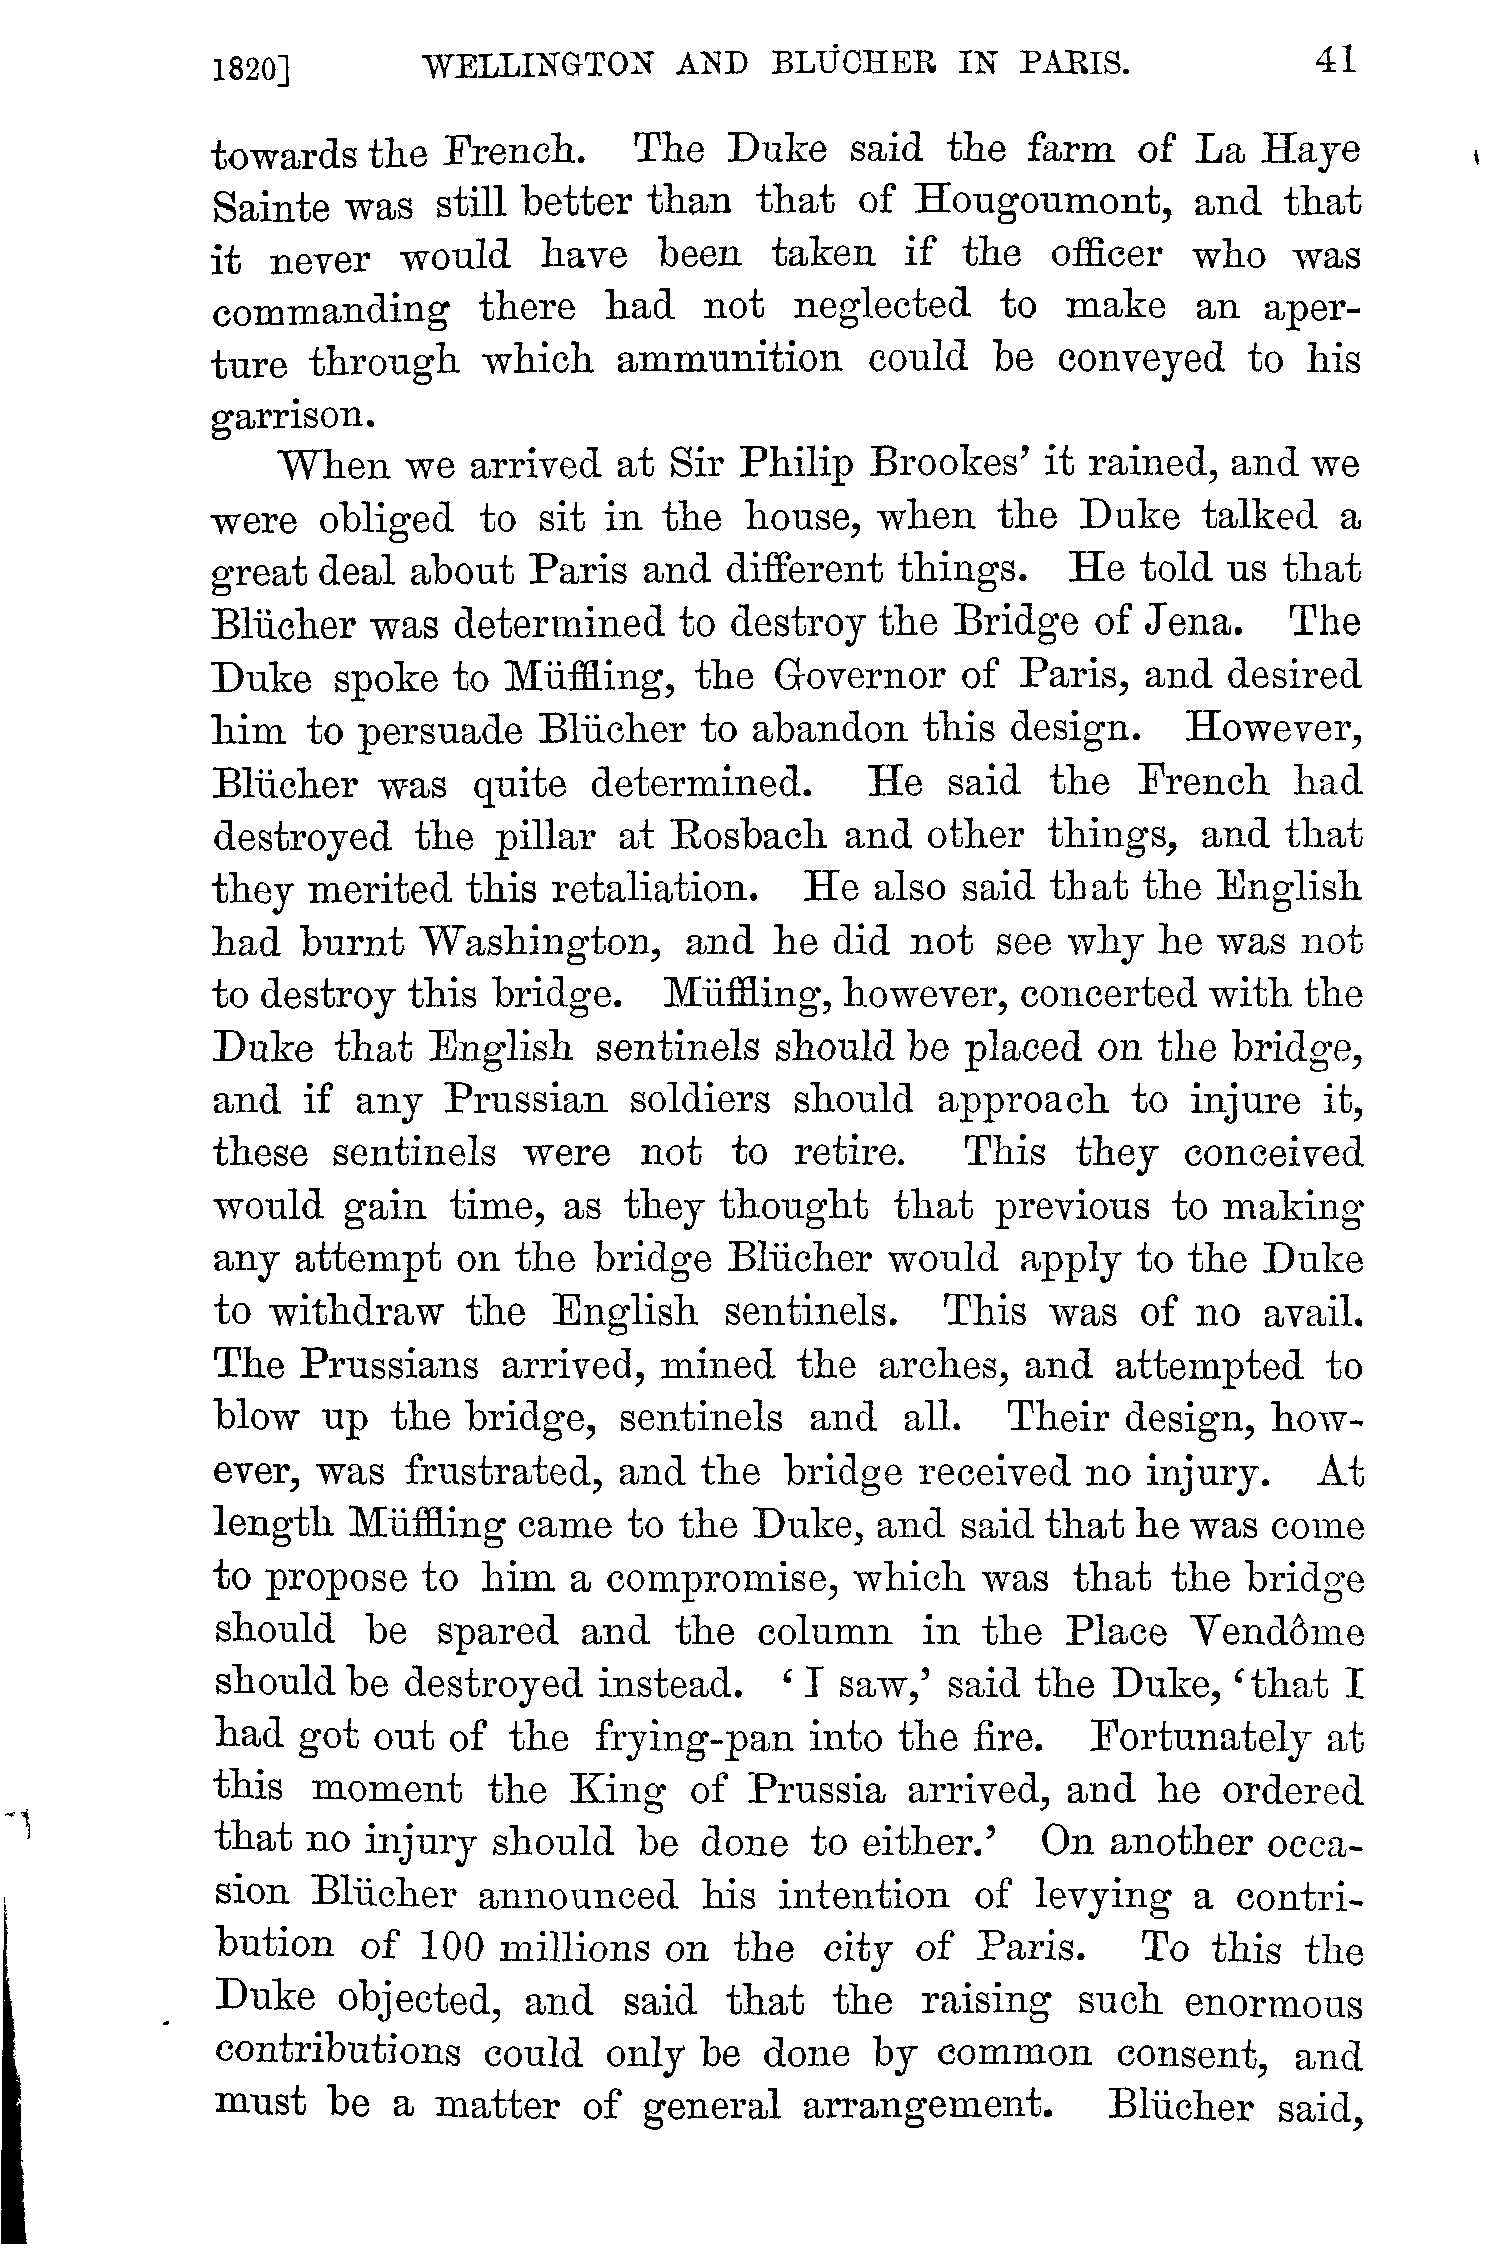 1820] WELLINGTON AND BLÜCHER IN PARIS. 41
towards the French. The Duke said the farm of La Haye
Sainte was still better than that of Hougoumont, and that
it never would have been taken if the officer who was
commanding there had not neglected to make an aper-
ture through which ammunition could be conveyed to his
garrison.
When we arrived at Sir Philip Brookes' it rained, and we
were obliged to sit in the house, when the Duke talked a
great deal about Paris and different things. He told us that
Blücher was determined to destroy the Bridge of Jena. The
Duke spoke to Müffling, the Governor of Paris, and desired
him to persuade Blücher to abandon this design. However,
Blücher was quite determined. He said the French had
destroyed the pillar at Rosbach and other things, and that
they merited this retaliation. He also said that the English
had burnt Washington, and he did not see why he was not
to destroy this bridge. Müffling, however, concerted with the
Duke that English sentinels should be placed on the bridge,
and if any Prussian soldiers should approach to injure it,
these sentinels were not to retire. This they conceived
would gain time, as they thought that previous to making
any attempt on the bridge Blücher would apply to the Duke
to withdraw the English sentinels. This was of no avail.
The Prussians arrived, mined the arches, and attempted to
blow up the bridge, sentinels and all. Their design, how-
ever, was frustrated, and the bridge received no injury. At
length Müffling came to the Duke, and said that he was come
to propose to him a compromise, which was that the bridge
should be spared and the column in the Place Vendôme
should be destroyed instead. ‘I saw,’ said the Duke, ‘that I
had got out of the frying-pan into the fire. Fortunately at
this moment the King of Prussia arrived, and he ordered
that no injury should be done to either.’ On another occa-
sion Blücher announced his intention of levying a contri-
bution of 100 millions on the city of Paris. To this the
Duke objected, and said that the raising such enormous
contributions could only be done by common consent, and
must be a matter of general arrangement. Blücher said,